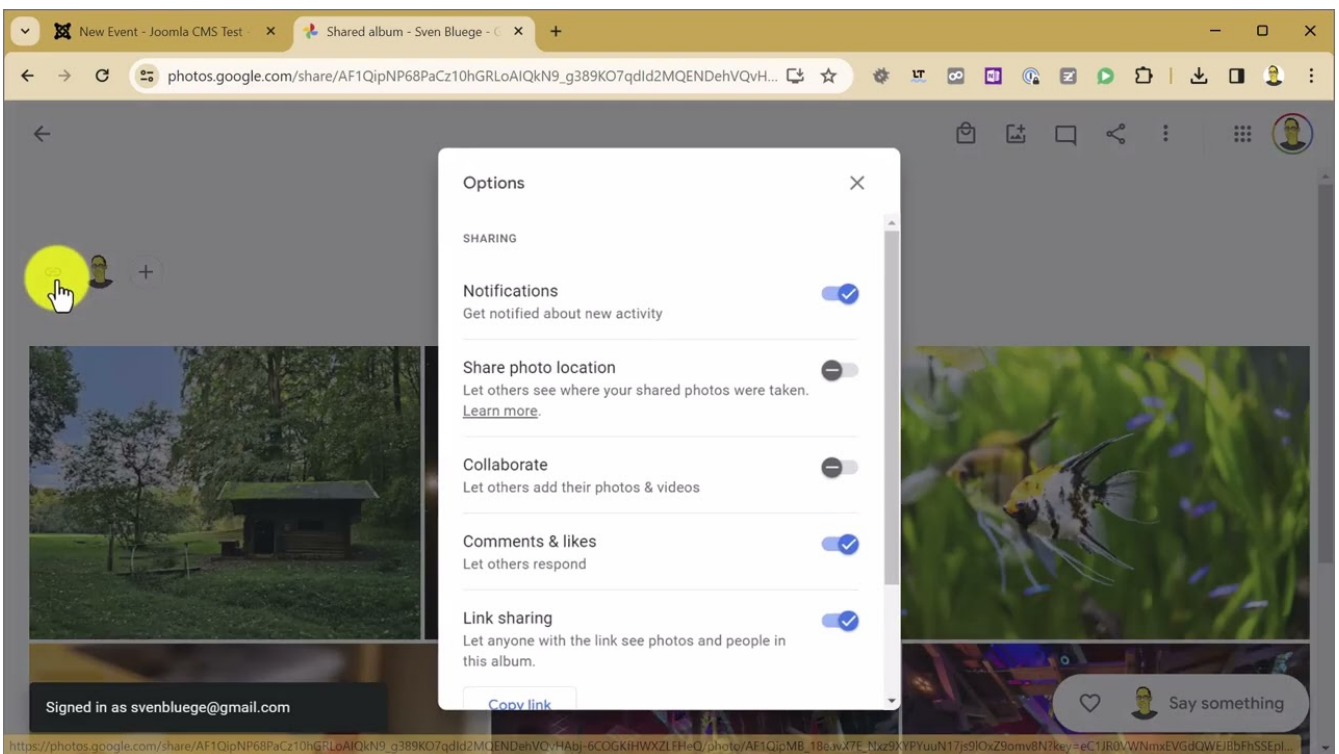 New Event - Joomla CMS Test -
Shared album - Sven Bluege - G
photos.google.com/share/AF1QipNP68PaCz10hGRLoAIQkN9_g389KO7qdId2MQENDehVQvH...
Options
SHARING
Notifications
Get notified about new activity
Share photo location
Let others see where your shared photos were taken.
Learn more.
Collaborate
Let others add their photos & videos
Comments & likes
Let others respond
Link sharing
Let anyone with the link see photos and people in
this album.
Copy link
Signed in as svenbluege@gmail.com
Say something